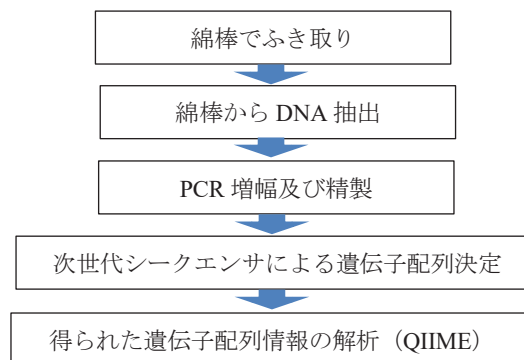 綿棒でふき取り
綿棒から DNA 抽出
PCR 増幅及び精製
次世代シークエンサによる遺伝子配列決定
得られた遺伝子配列情報の解析（QIIME）